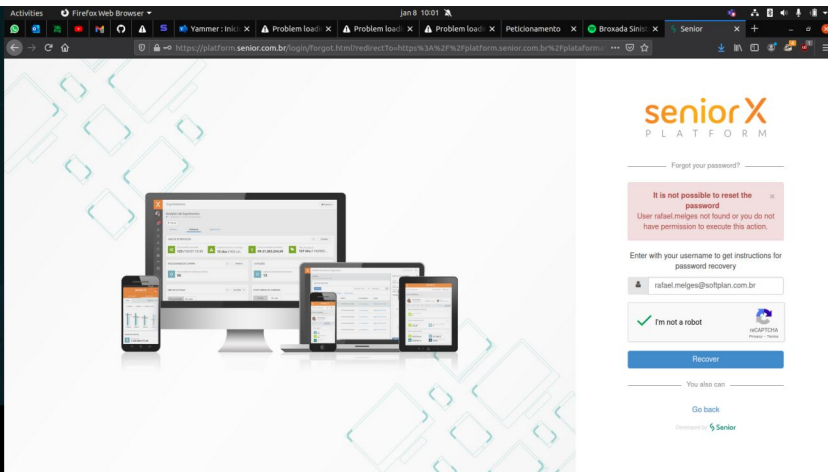 Activities
Firefox Web Browser
jan 8 10:01
Yammer : Iníci
Problem loadi
Problem loadi
Problem loadi
Peticionamento
Broxada Sinist
Senior
https://platform.senior.com.br/login/forgot.html?redirectTo=https%3A%2F%2Fplatform.senior.com.br%2Fplataforma
senior X
PLATFORM
Forgot your password?
It is not possible to reset the
password
User rafael.melges not found or you do not
have permission to execute this action.
Enter with your username to get instructions for
password recovery
rafael.melges@softplan.com.br
I'm not a robot
reCAPTCHA
Privacy - Terms
Recover
You also can
Go back
Developed by Senior